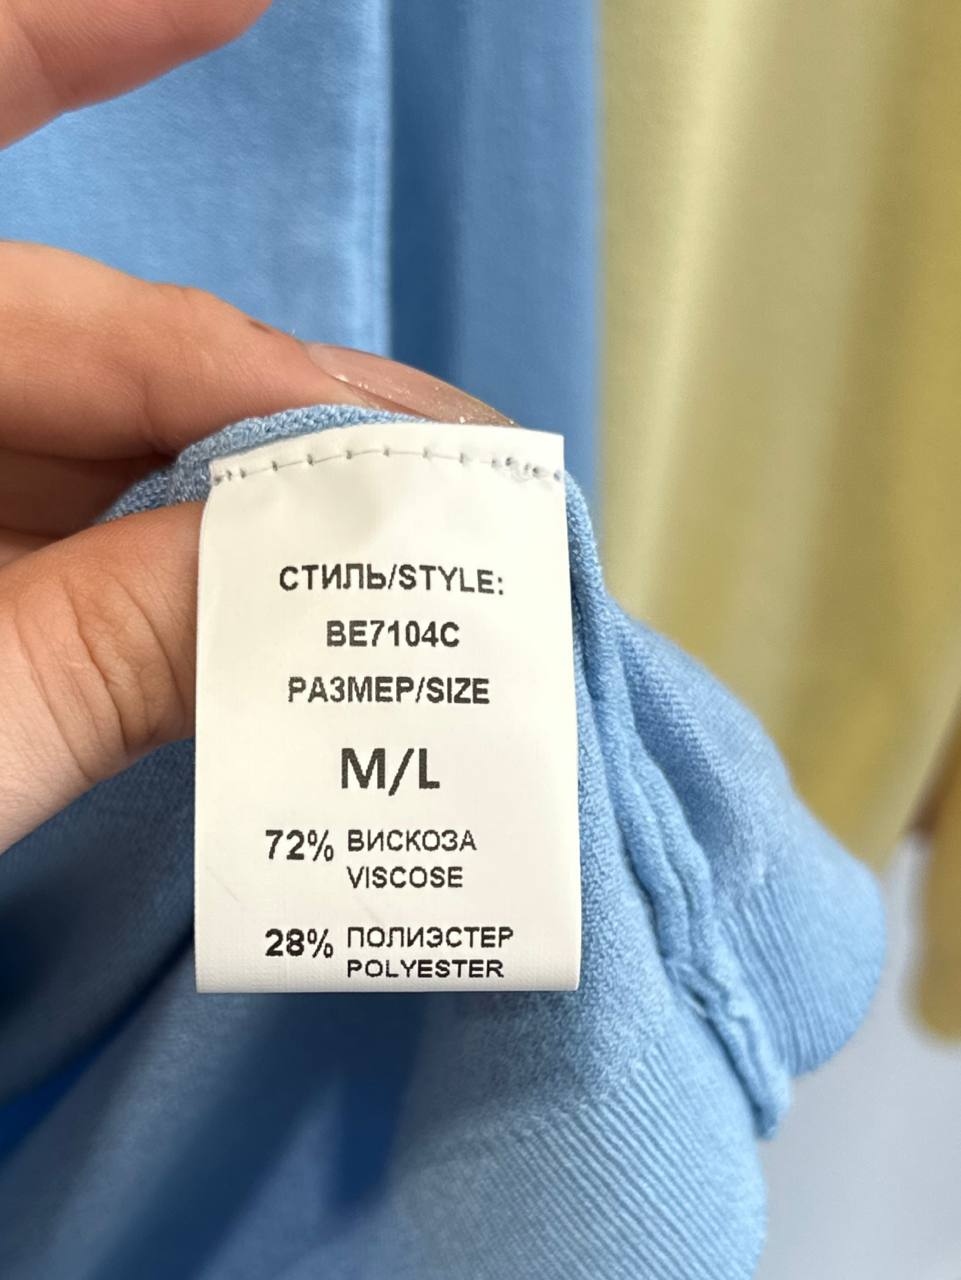 СТИЛЬ/STYLE:
BE7104C
РАЗМЕР/SIZE
M/L
72% ВИСКОЗА
VISCOSE
28% ПОЛИЭСТЕР
POLYESTER